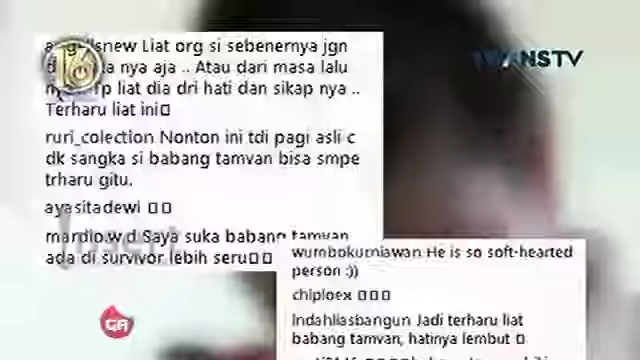 TRANSTV
Liat org si sebenernya jgn
nya aja .. Atau dari masa lalu
liat dia dri hati dan sikap nya ..
Terharu liat ini
ruri_colection Nonton ini tdi pagi asli c
dk sangka si babang tamvan bisa smpe
trharu gitu.
ayasitadewi
mardio.w.d Saya suka babang tamvan
ada di survivor lebih seru
wumbokurniawan He is so soft-hearted
person :))
chiploex
Indahliasbangun Jadi terharu liat
babang tamvan, hatinya lembut